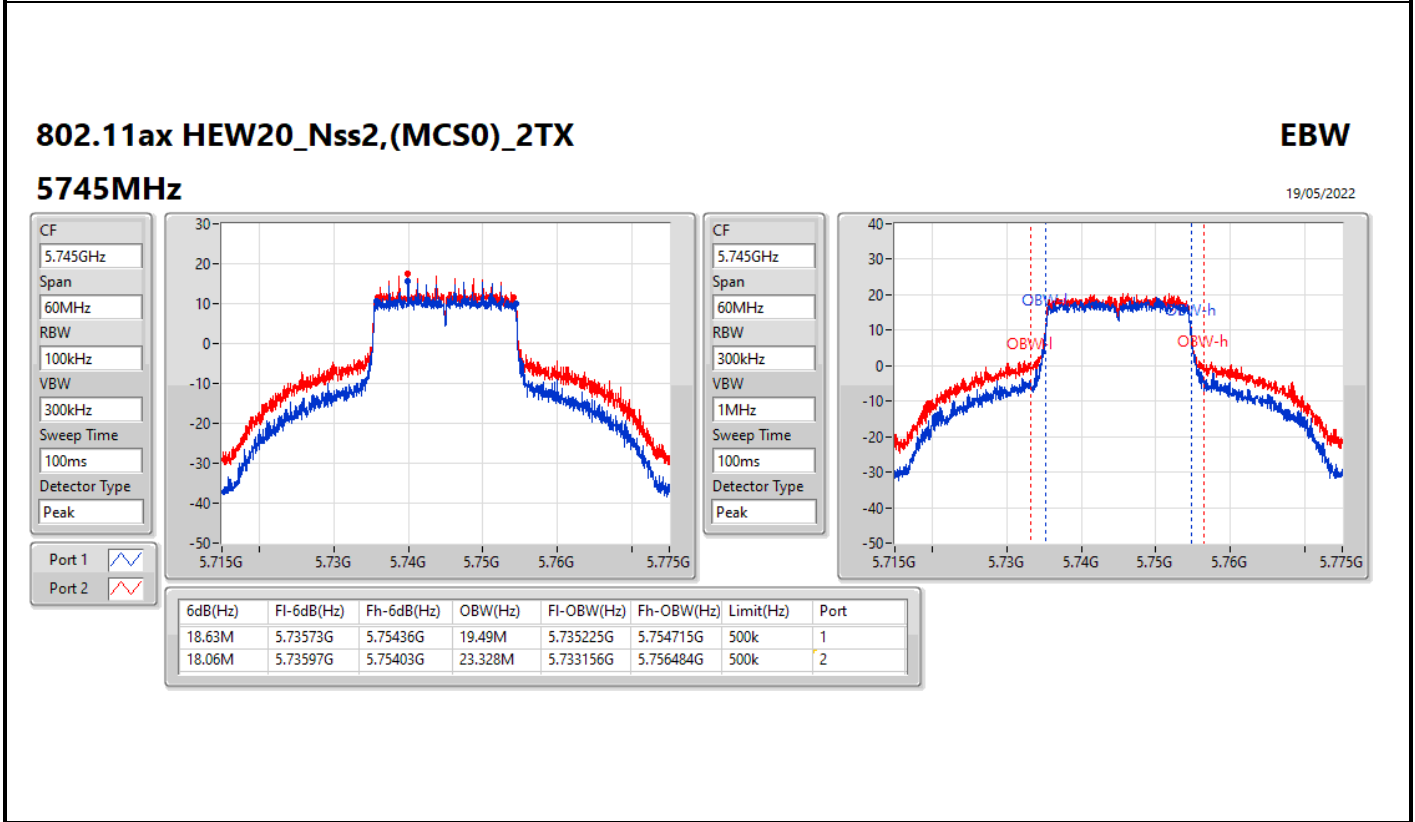 802.11ax HEW20_Nss2,(MCS0)_2TX
EBW
5745MHz
19/05/2022
CF
5.745GHz
Span
60MHz
RBW
100kHz
VBW
300kHz
Sweep Time
100ms
Detector Type
Peak
Port 1
Port 2
30
20
10
0
-10
-20
-30
-40
-50
5.715G 5.73G 5.74G 5.75G 5.76G 5.775G
CF
5.745GHz
Span
60MHz
RBW
300kHz
VBW
1MHz
Sweep Time
100ms
Detector Type
Peak
40
30
20
10
0
-10
-20
-30
-40
-50
OBW-l
OBW-h
OBW-l
OBW-h
5.715G 5.73G 5.74G 5.75G 5.76G 5.775G
6dB(Hz) Fl-6dB(Hz) Fh-6dB(Hz) OBW(Hz) Fl-OBW(Hz) Fh-OBW(Hz) Limit(Hz) Port
18.63M 5.73573G 5.75436G 19.49M 5.735225G 5.754715G 500k 1
18.06M 5.73597G 5.75403G 23.328M 5.733156G 5.756484G 500k 2